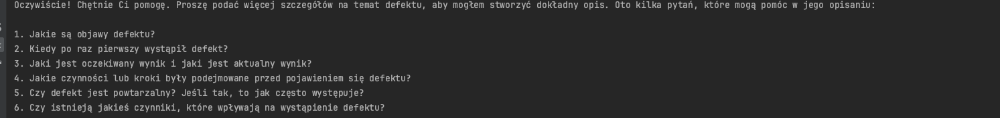 Oczywiście! Chętnie Ci pomogę. Proszę podać więcej szczegółów na temat defektu, aby mogłem stworzyć dokładny opis. Oto kilka pytań, które mogą pomóc w jego opisaniu:
1. Jakie są objawy defektu?
2. Kiedy po raz pierwszy wystąpił defekt?
3. Jaki jest oczekiwany wynik i jaki jest aktualny wynik?
4. Jakie czynności lub kroki były podejmowane przed pojawieniem się defektu?
5. Czy defekt jest powtarzalny? Jeśli tak, to jak często występuje?
6. Czy istnieją jakieś czynniki, które wpływają na wystąpienie defektu?